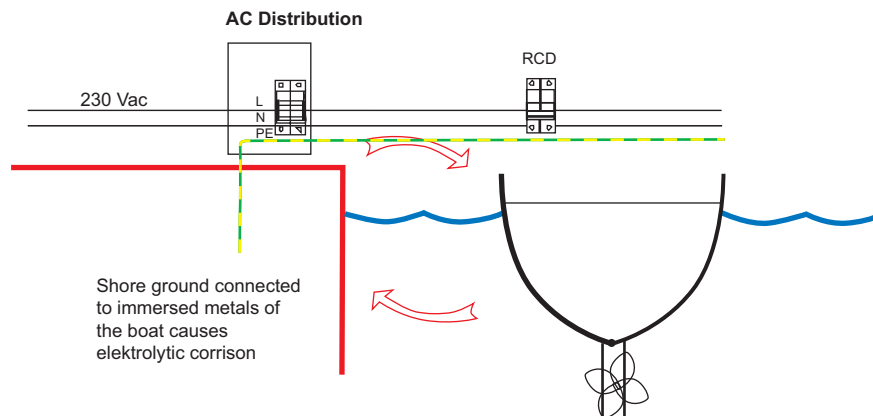 AC Distribution
RCD
230 Vac
L
N
PE
Shore ground connected
to immersed metals of
the boat causes
elektrolytic corrison